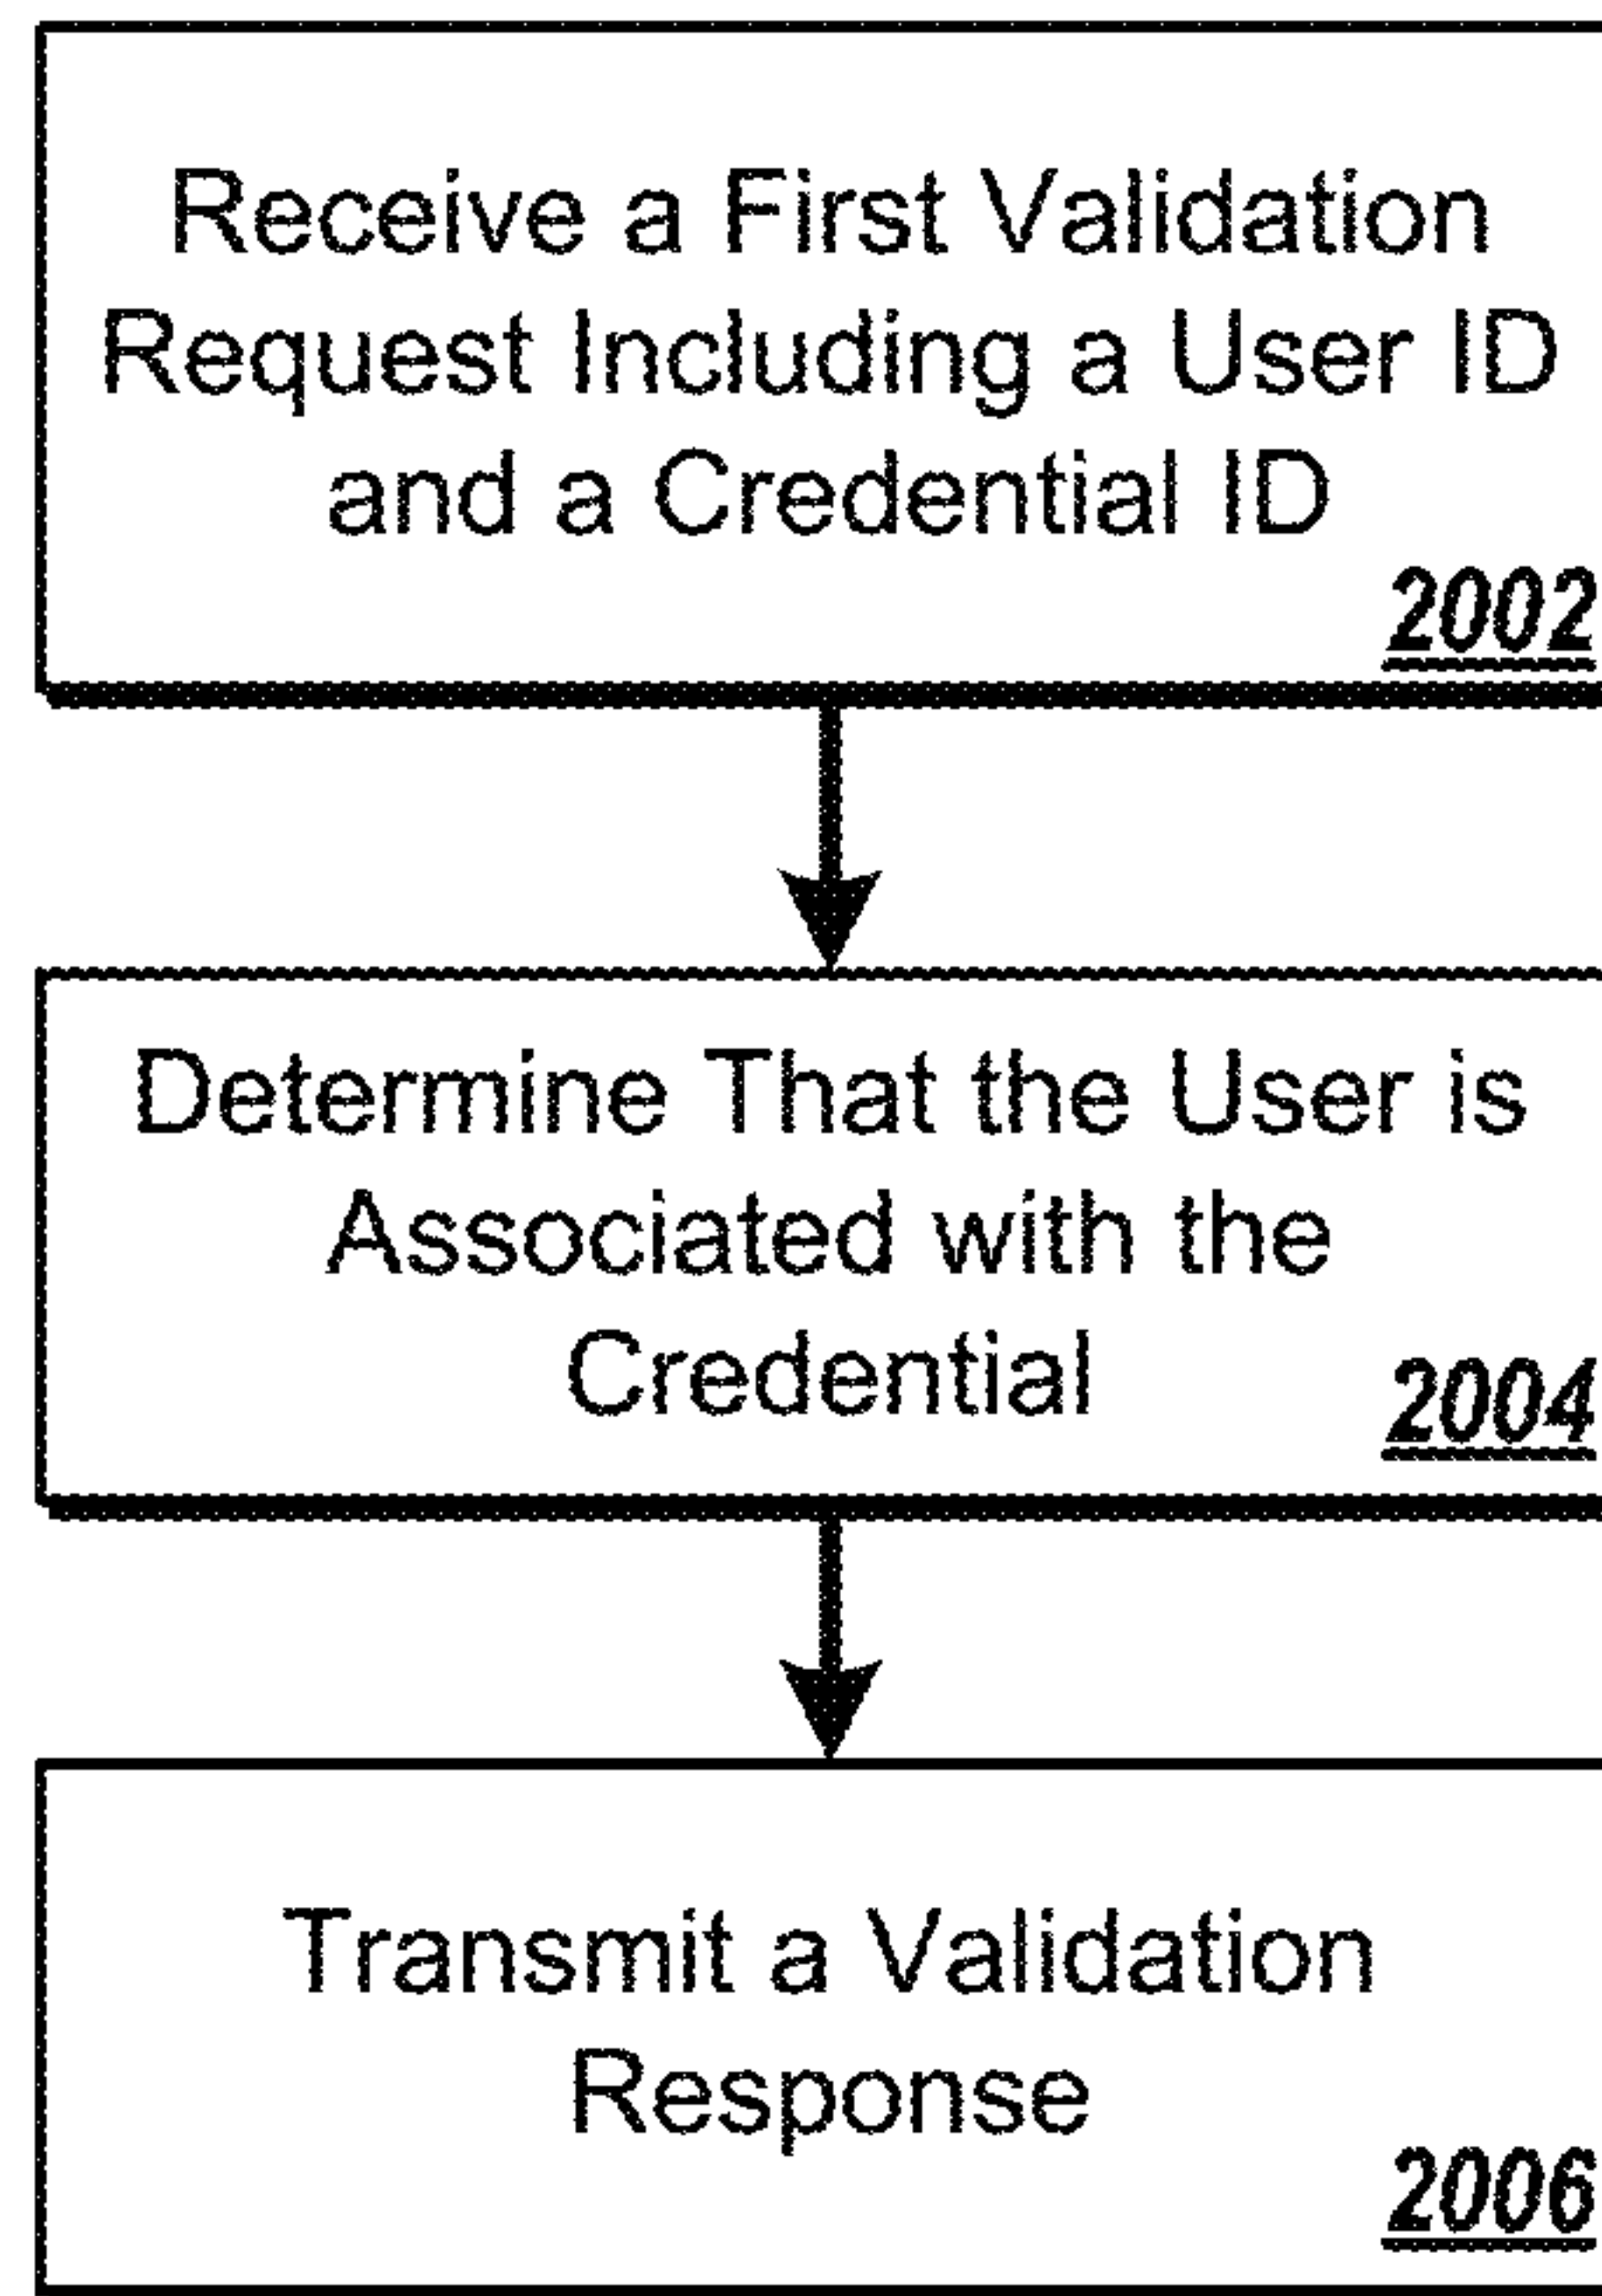 Receive a First Validation
Request Including a User ID
and a Credential ID
2002
Determine That the User is
Associated with the
Credential
2004
Transmit a Validation
Response
2006